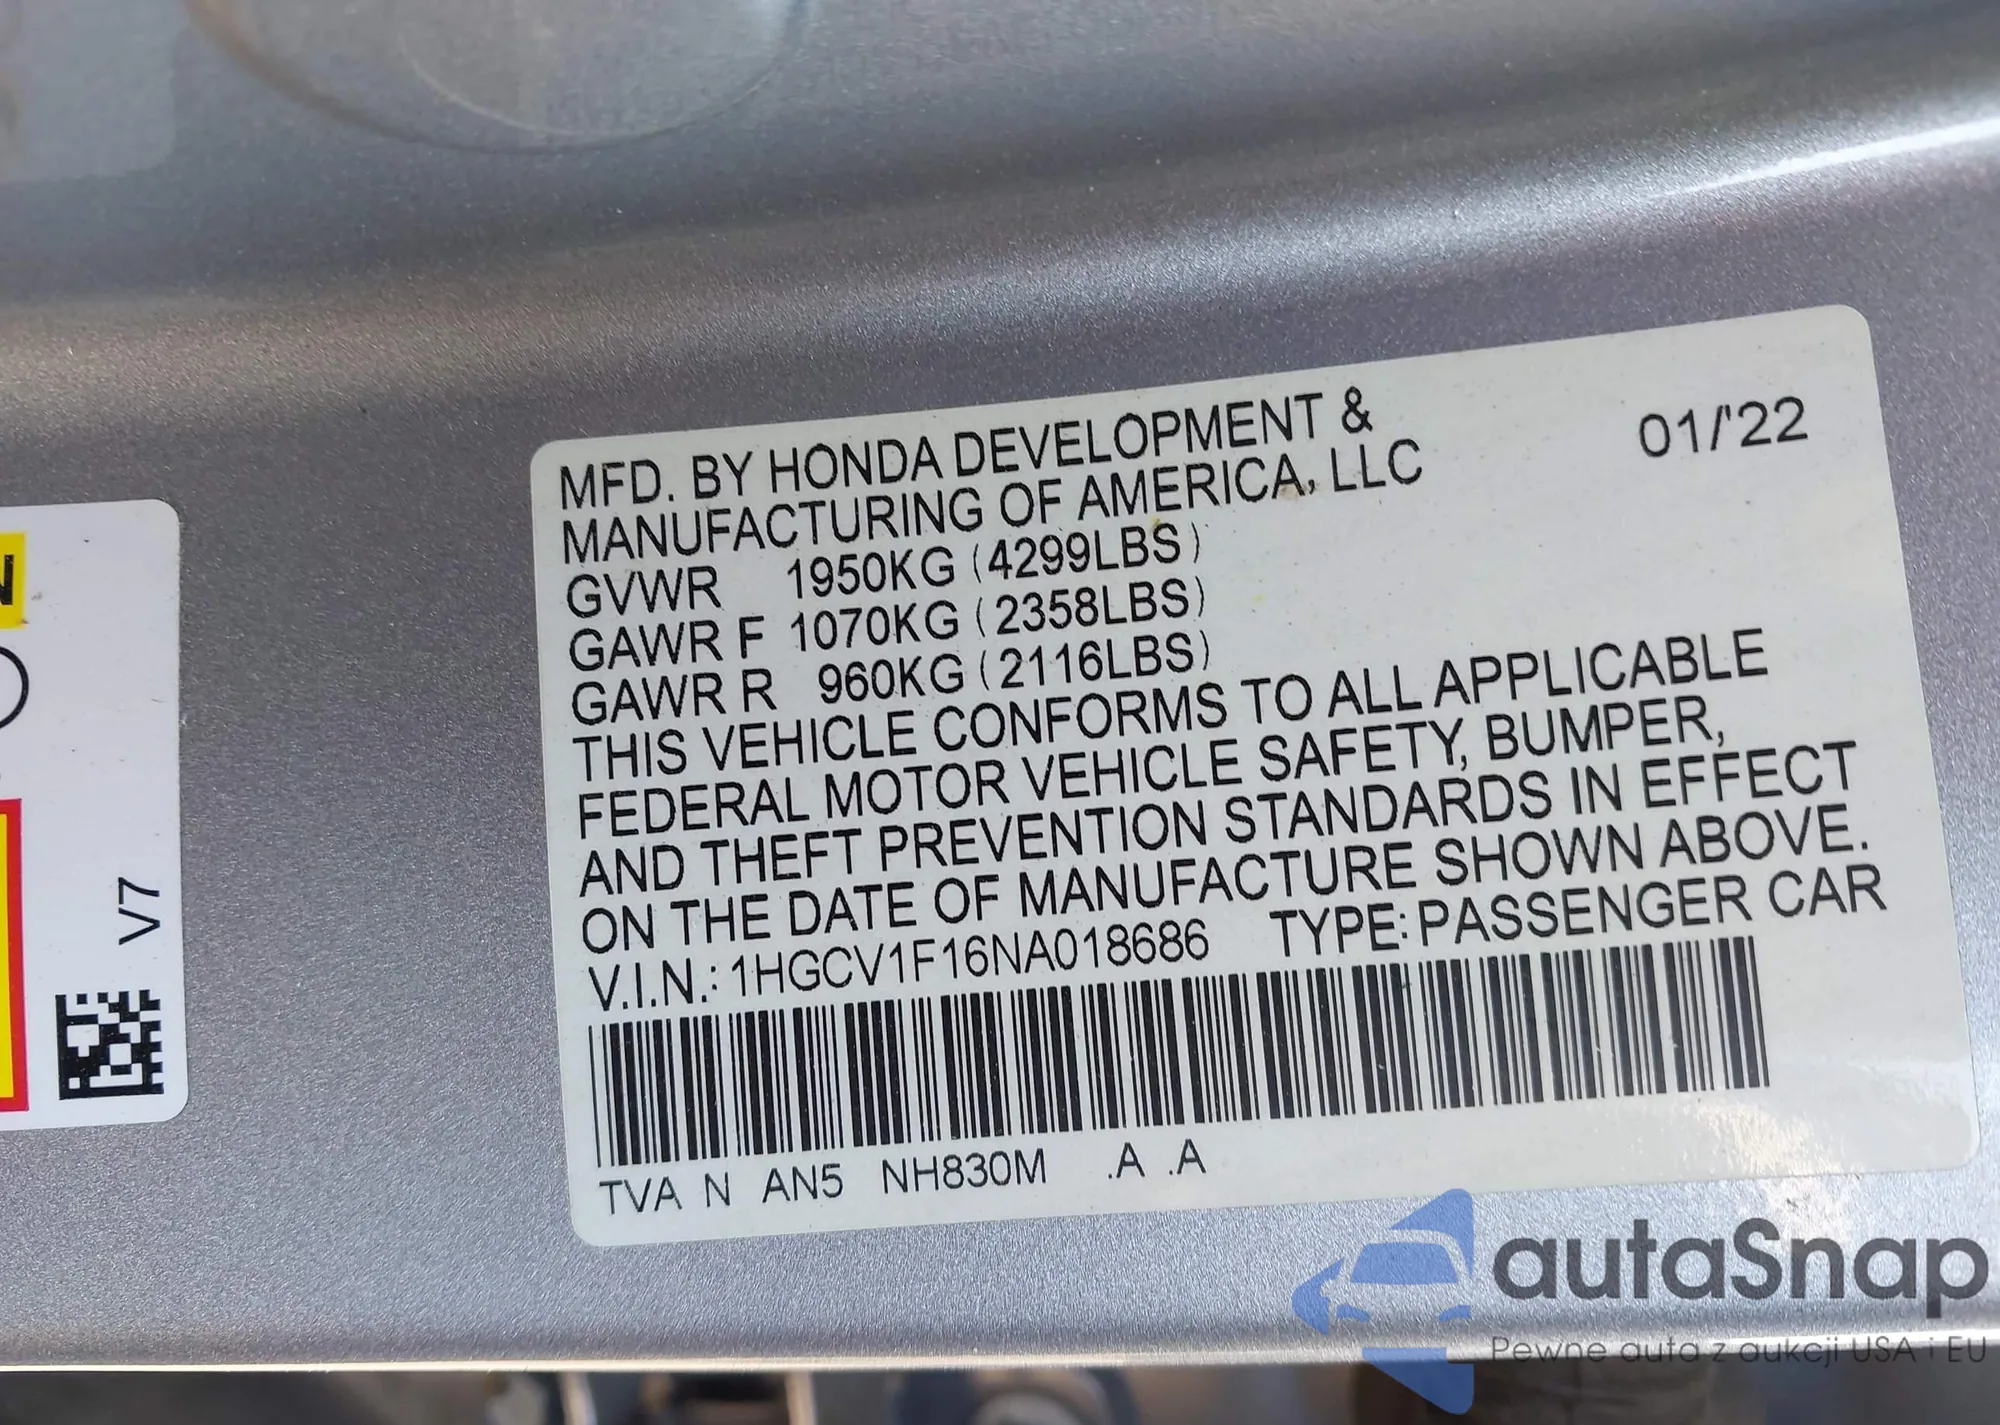 MFD. BY HONDA DEVELOPMENT &
MANUFACTURING OF AMERICA, LLC
01/'22
GVWR 1950KG (4299LBS)
GAWR F 1070KG (2358LBS)
GAWR R 960KG (2116LBS)
THIS VEHICLE CONFORMS TO ALL APPLICABLE
FEDERAL MOTOR VEHICLE SAFETY, BUMPER,
AND THEFT PREVENTION STANDARDS IN EFFECT
ON THE DATE OF MANUFACTURE SHOWN ABOVE.
V.I.N.: 1HGCV1F16NA018686 TYPE: PASSENGER CAR
TVA N AN5 NH830M .A .A
N
V7
autaSnap
Pewne auta z aukcji USA i EU